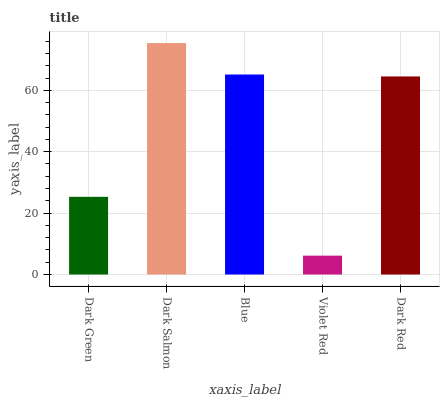 title
yaxis_label
60
40
20
0
Dark Green
Dark Salmon
Blue
Violet Red
Dark Red
xaxis_label